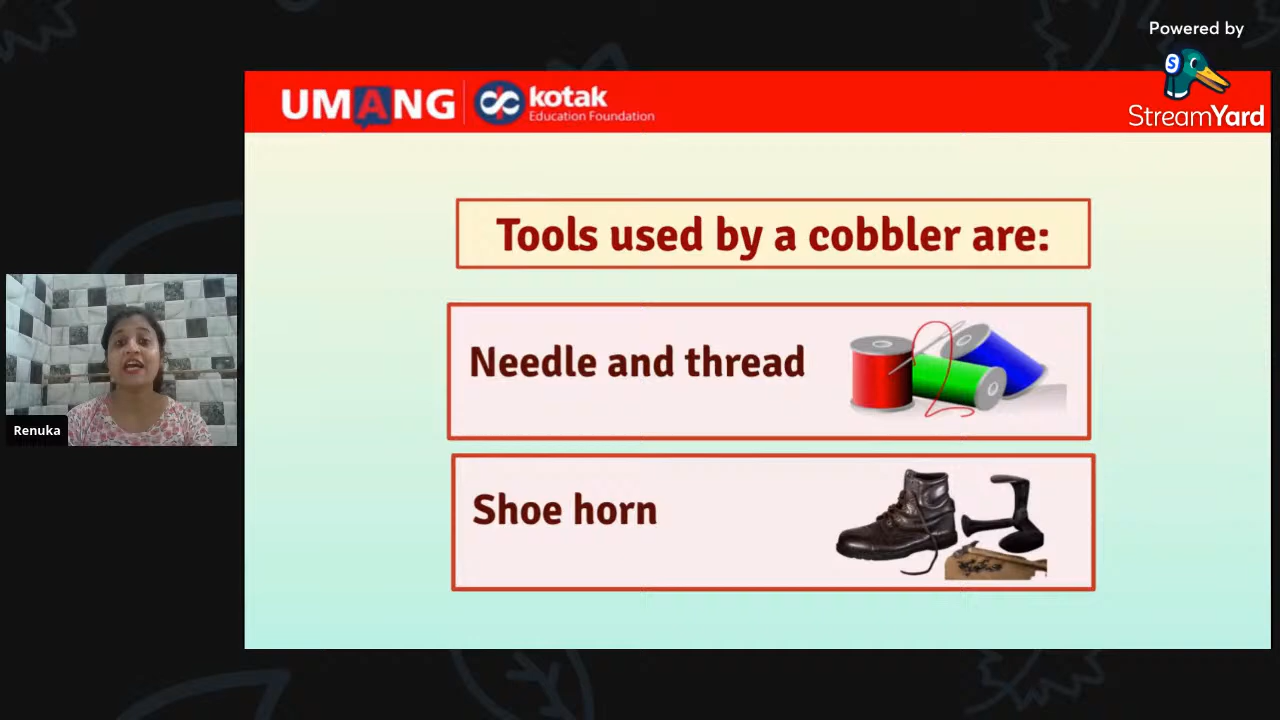 Powered by
StreamYard
UMANG
kotak
Education Foundation
Tools used by a cobbler are:
Needle and thread
Shoe horn
Renuka